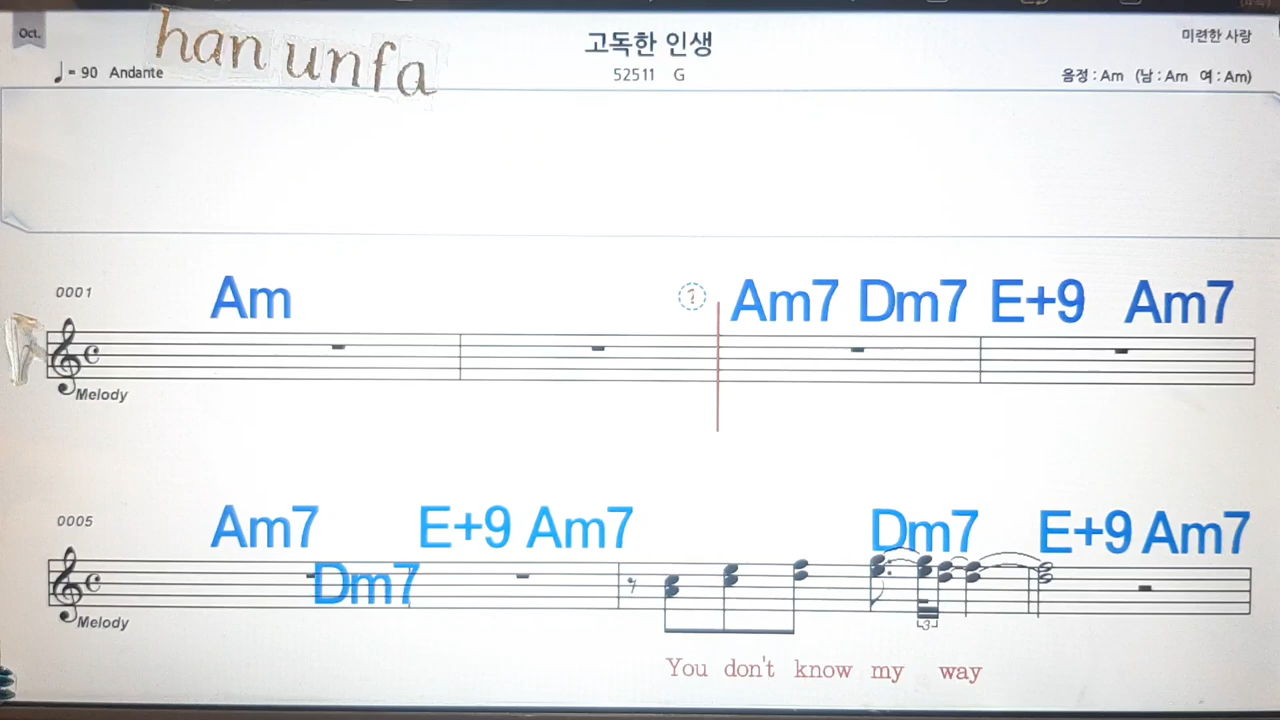 Oct.
han unfa
고독한 인생
미련한 사랑
♩= 90 Andante
52511 G
음정 : Am (남 : Am 여 : Am)
0001
Am
?
Am7 Dm7 E+9 Am7
Melody
0005
Am7 E+9 Am7 Dm7 E+9 Am7
Dm7
3
Melody
You don't know my way